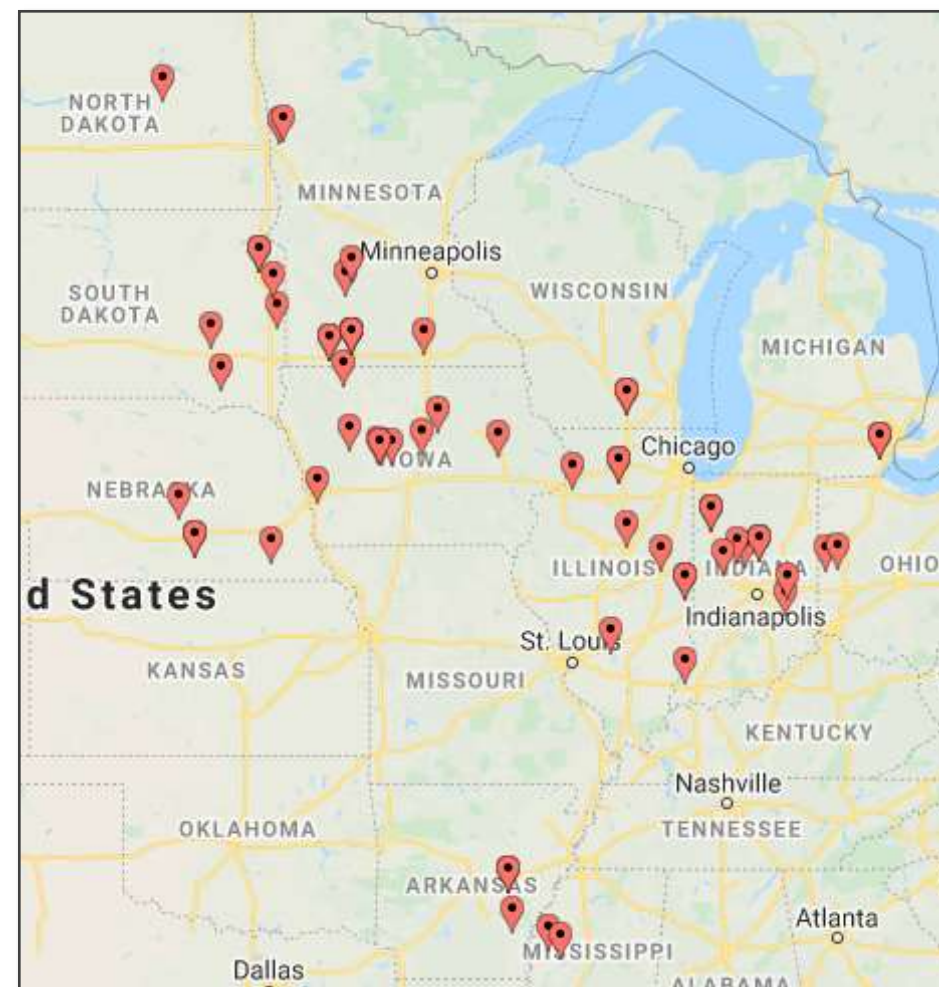 NORTH
DAKOTA
MINNESOTA
Minneapolis
SOUTH
DAKOTA
WISCONSIN
MICHIGAN
Chicago
IOWA
NEBRASKA
ILLINOIS
INDIANA
OHIO
d States
Indianapolis
St. Louis
KANSAS
MISSOURI
KENTUCKY
Nashville
OKLAHOMA
TENNESSEE
ARKANSAS
Atlanta
MISSISSIPPI
Dallas
ALABAMA